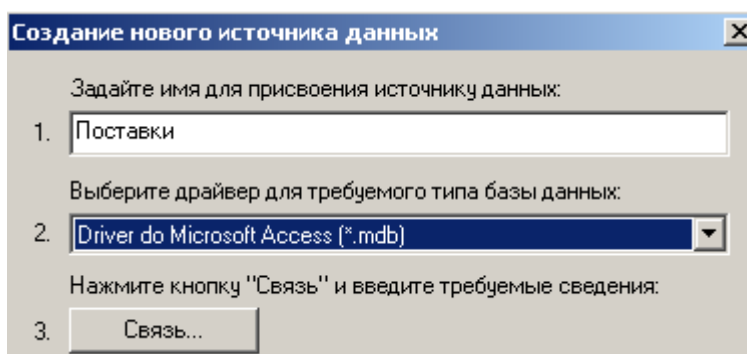 Создание нового источника данных
Задайте имя для присвоения источнику данных:
1. Поставки
Выберите драйвер для требуемого типа базы данных:
2. Driver do Microsoft Access (*.mdb)
Нажмите кнопку "Связь" и введите требуемые сведения:
3. Связь...